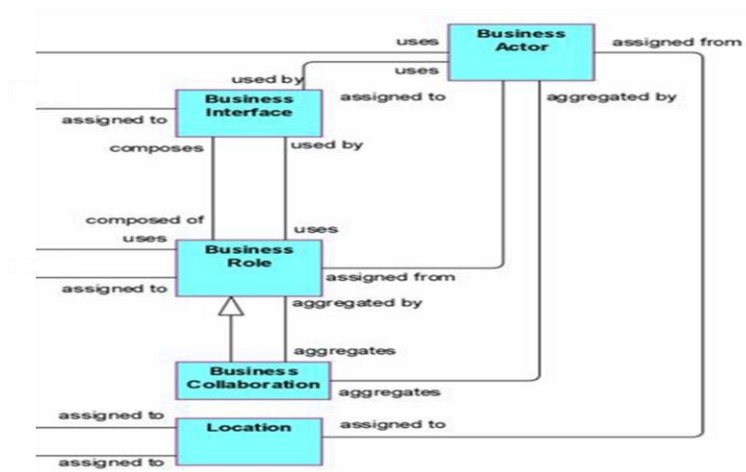 Business
Actor
uses
assigned from
uses
used by
Business
Interface
assigned to
aggregated by
assigned to
composes
used by
composed of
uses
uses
Business
Role
assigned from
assigned to
aggregated by
aggregates
Business
Collaboration
aggregates
assigned to
Location
assigned to
assigned to